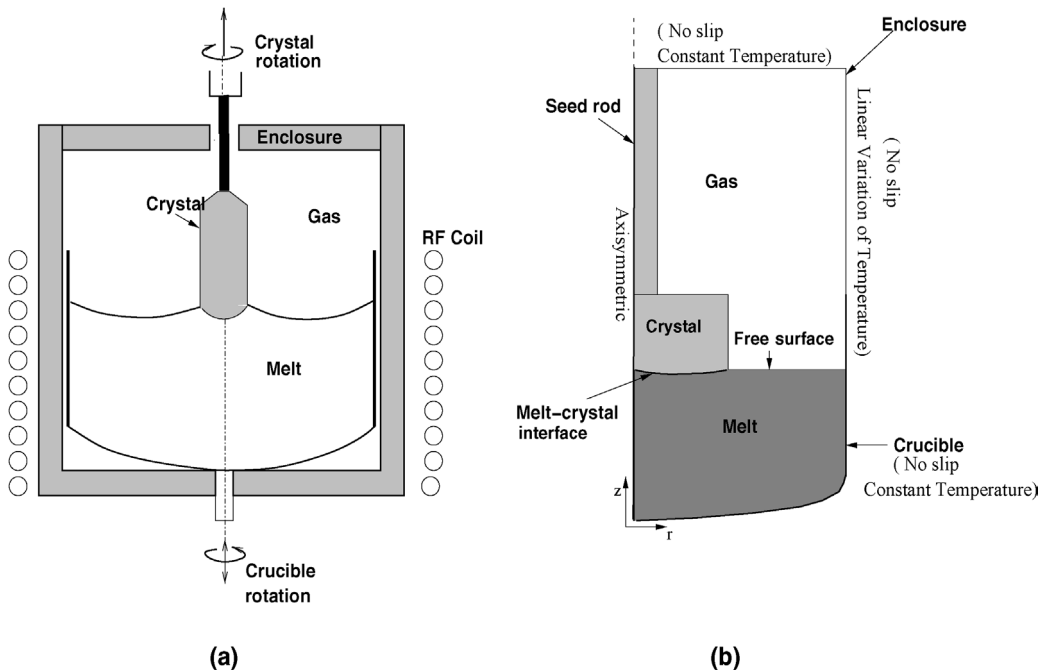 Crystal
rotation
Enclosure
Crystal
Gas
RF Coil
Melt
Crucible
rotation
(a)
( No slip
Constant Temperature)
Enclosure
Seed rod
Gas
Axisymmetric
( No slip
Linear Variation of Temperature)
Crystal
Free surface
Melt-crystal
interface
Melt
Crucible
( No slip
Constant Temperature)
z
r
(b)